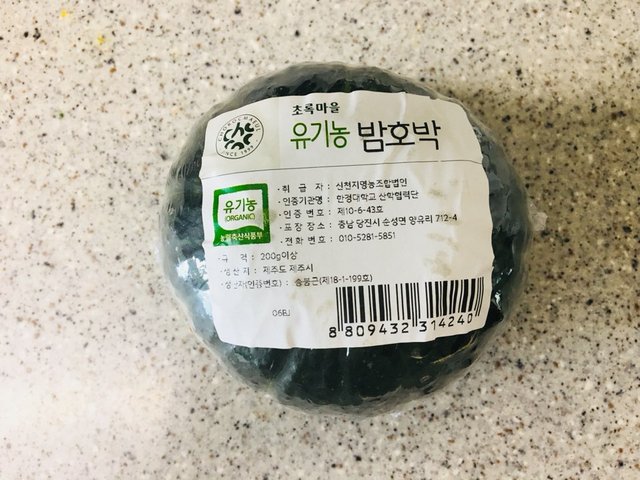 초록마을
유기농 밤호박
CHOROCMAEUL
SINCE 1999
유기농
(ORGANIC)
농림축산식품부
· 취 급 자 : 신천지영농조합법인
· 인증기관명 : 한경대학교 산학협력단
· 인증 번호 : 제10-6-43호
· 포장 장소 : 충남 당진시 순성면 양유리 712-4
· 전화 번호 : 010-5281-5851
· 규 격 : 200g이상
· 생 산 지 : 제주도 제주시
· 생산자(인증번호) : 송봉근(제18-1-199호)
8 809432 314240